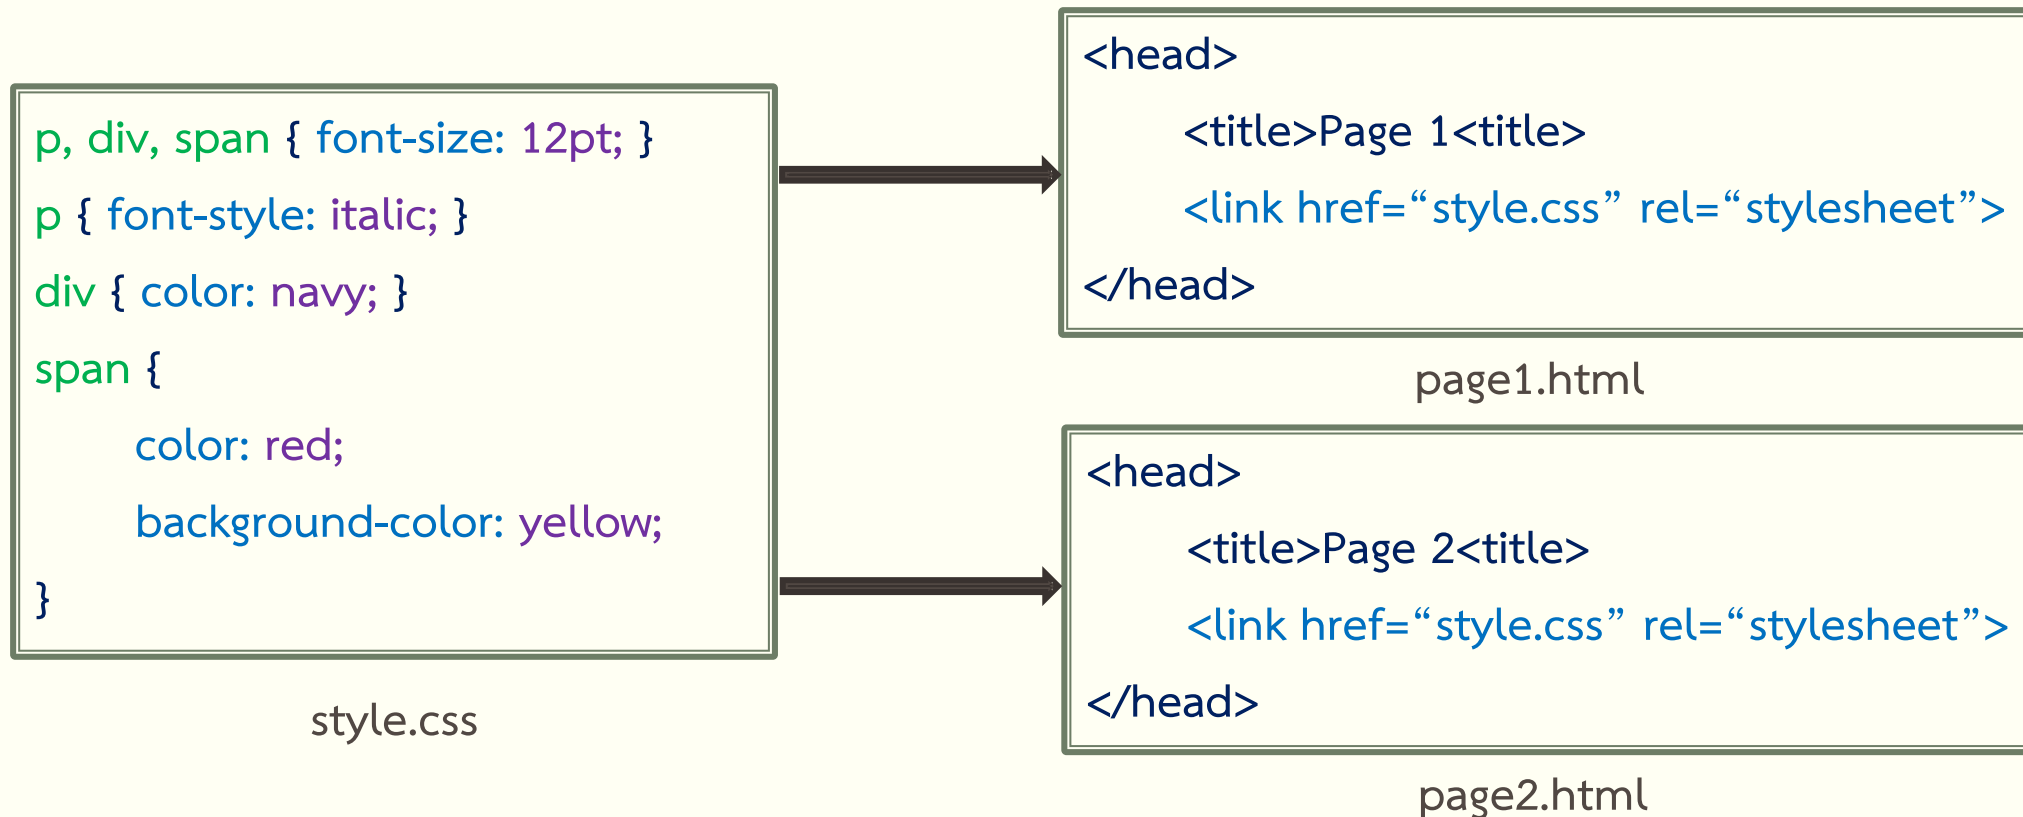 p, div, span { font-size: 12pt; }
p { font-style: italic; }
div { color: navy; }
span {
color: red;
background-color: yellow;
}
style.css
<head>
<title>Page 1<title>
<link href=“style.css” rel=“stylesheet”>
</head>
page1.html
<head>
<title>Page 2<title>
<link href=“style.css” rel=“stylesheet”>
</head>
page2.html